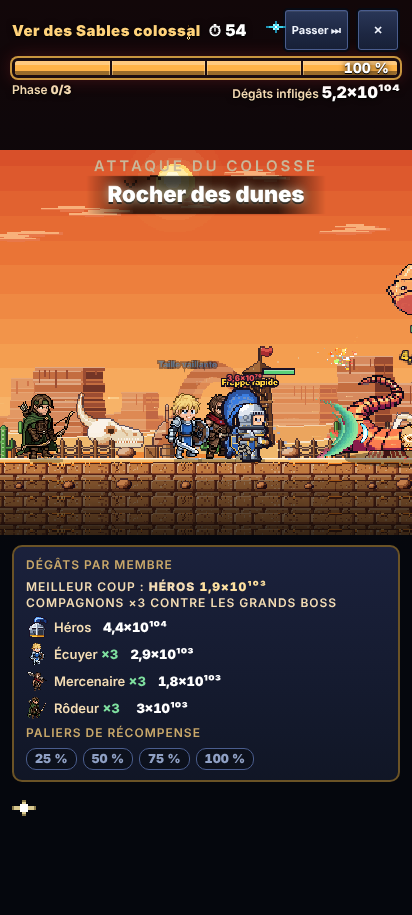 Ver des Sables colossal ⏱ 54
Passer ⏭
✕
100 %
Phase 0/3
Dégâts infligés 5,2×10¹⁰⁴
ATTAQUE DU COLOSSE
Rocher des dunes
Frappe rapide
DÉGÂTS PAR MEMBRE
MEILLEUR COUP : HÉROS 1,9×10¹⁰³
COMPAGNONS ×3 CONTRE LES GRANDS BOSS
Héros 4,4×10¹⁰⁴
Écuyer ×3 2,9×10¹⁰³
Mercenaire ×3 1,8×10¹⁰³
Rôdeur ×3 3×10¹⁰³
PALIERS DE RÉCOMPENSE
25 % 50 % 75 % 100 %